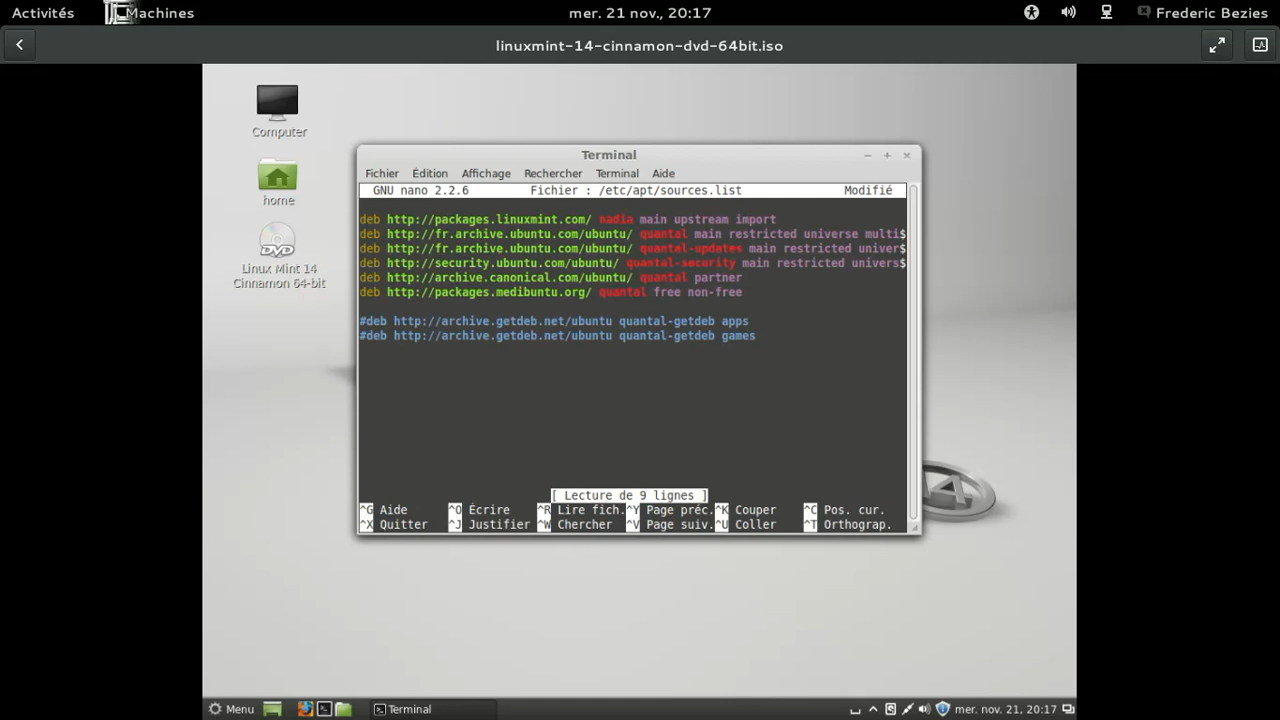 Activités
Machines
mer. 21 nov., 20:17
Frederic Bezies
linuxmint-14-cinnamon-dvd-64bit.iso
Computer
home
DVD
Linux Mint 14
Cinnamon 64-bit
Terminal
Fichier Édition Affichage Rechercher Terminal Aide
GNU nano 2.2.6 Fichier : /etc/apt/sources.list Modifié
deb http://packages.linuxmint.com/ nadia main upstream import
deb http://fr.archive.ubuntu.com/ubuntu/ quantal main restricted universe multi$
deb http://fr.archive.ubuntu.com/ubuntu/ quantal-updates main restricted univer$
deb http://security.ubuntu.com/ubuntu/ quantal-security main restricted univers$
deb http://archive.canonical.com/ubuntu/ quantal partner
deb http://packages.medibuntu.org/ quantal free non-free
#deb http://archive.getdeb.net/ubuntu quantal-getdeb apps
#deb http://archive.getdeb.net/ubuntu quantal-getdeb games
[ Lecture de 9 lignes ]
^G Aide ^O Écrire ^R Lire fich. ^Y Page préc. ^K Couper ^C Pos. cur.
^X Quitter ^J Justifier ^W Chercher ^V Page suiv. ^U Coller ^T Orthograp.
Menu
Terminal
mer. nov. 21, 20:17